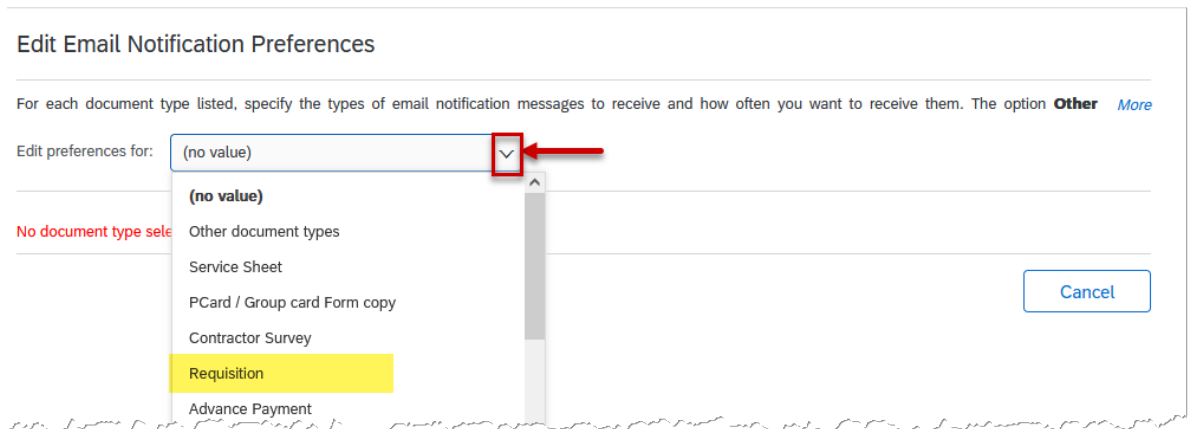 Edit Email Notification Preferences
For each document type listed, specify the types of email notification messages to receive and how often you want to receive them. The option Other More
Edit preferences for: (no value)
(no value)
No document type sele Other document types
Service Sheet
PCard / Group card Form copy
Cancel
Contractor Survey
Requisition
Advance Payment